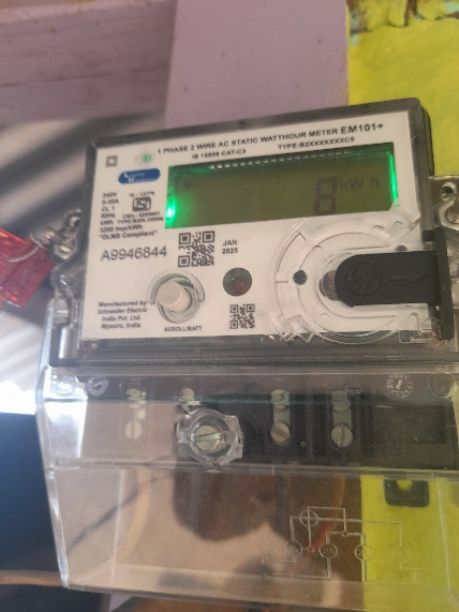 1 PHASE 2 WIRE AC STATIC WATTHOUR METER EM101+
IS 15959 CAT-C3 TYPE:B2XXXXXXXCS
240V
5-30A
CL 1
50Hz
3200 imp/kWh
"DLMS Compliant"
8 kW h
A9946844
JAN
2025
Manufactured by
Schneider Electric
India Pvt. Ltd.
Mysuru, India
SCROLL/BATT